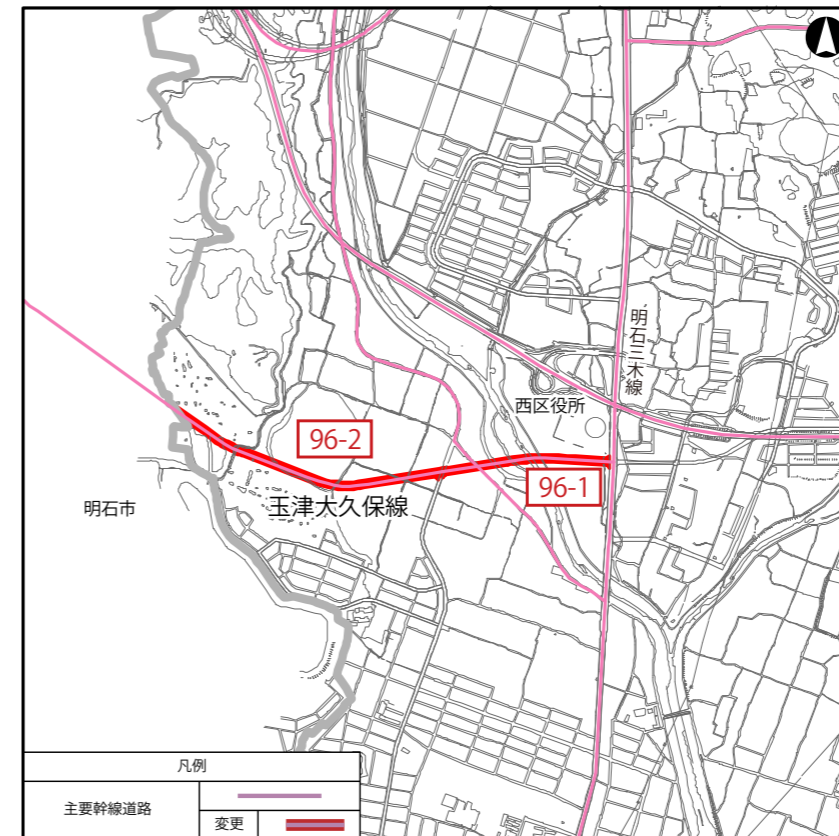 明石三木線
西区役所
96-2
96-1
玉津大久保線
明石市
凡例
主要幹線道路
変更